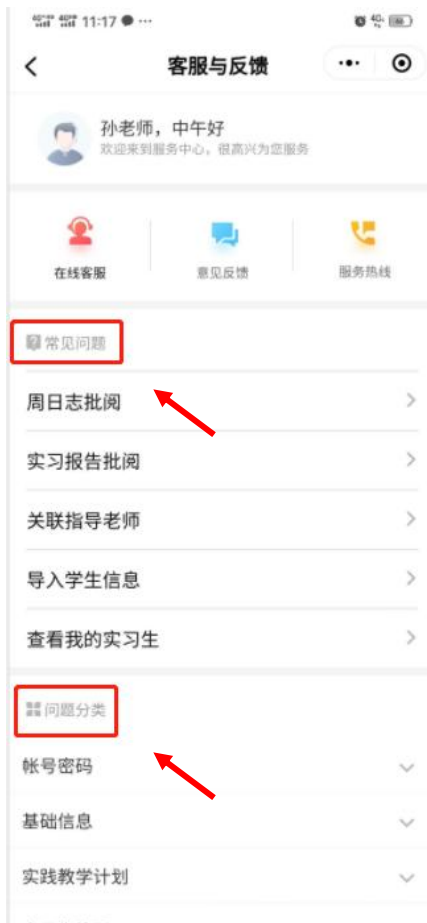 11:17
客服与反馈
孙老师，中午好
欢迎来到服务中心，很高兴为您服务
在线客服 意见反馈 服务热线
常见问题
周日志批阅
实习报告批阅
关联指导老师
导入学生信息
查看我的实习生
问题分类
帐号密码
基础信息
实践教学计划